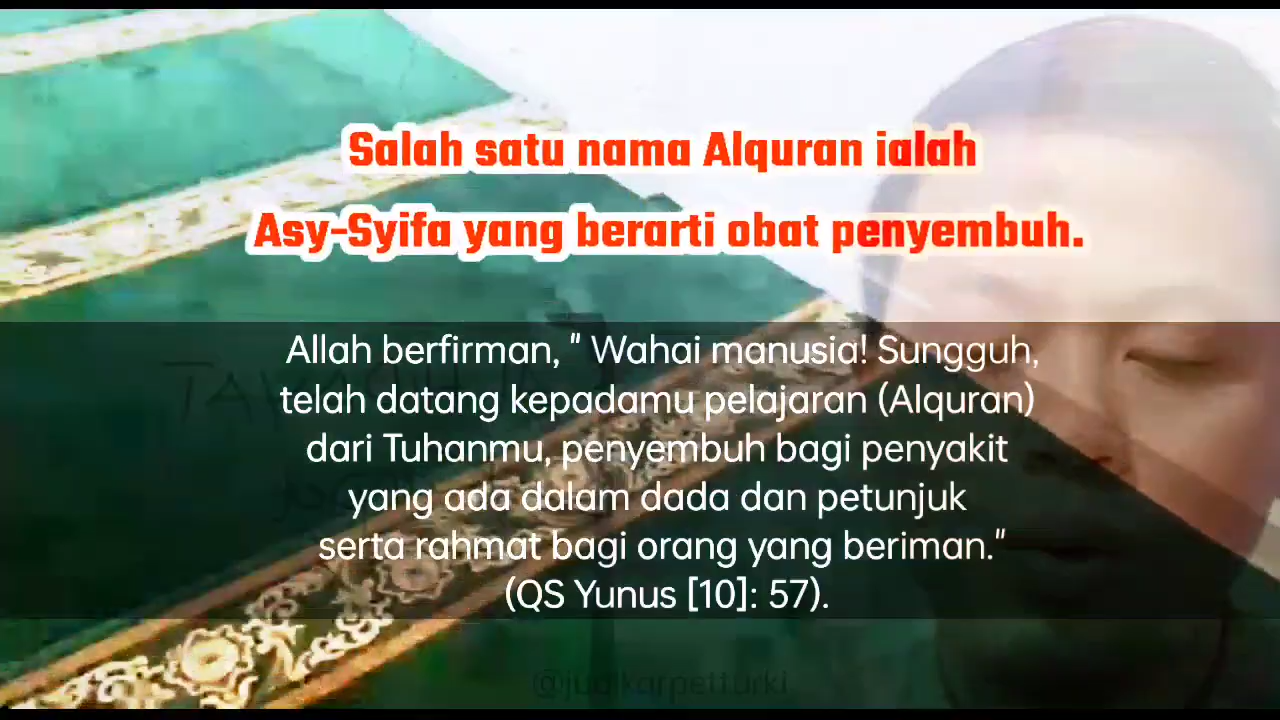 Salah satu nama Alquran ialah
Asy-Syifa yang berarti obat penyembuh.
Allah berfirman, " Wahai manusia! Sungguh,
telah datang kepadamu pelajaran (Alquran)
dari Tuhanmu, penyembuh bagi penyakit
yang ada dalam dada dan petunjuk
serta rahmat bagi orang yang beriman."
(QS Yunus [10]: 57).